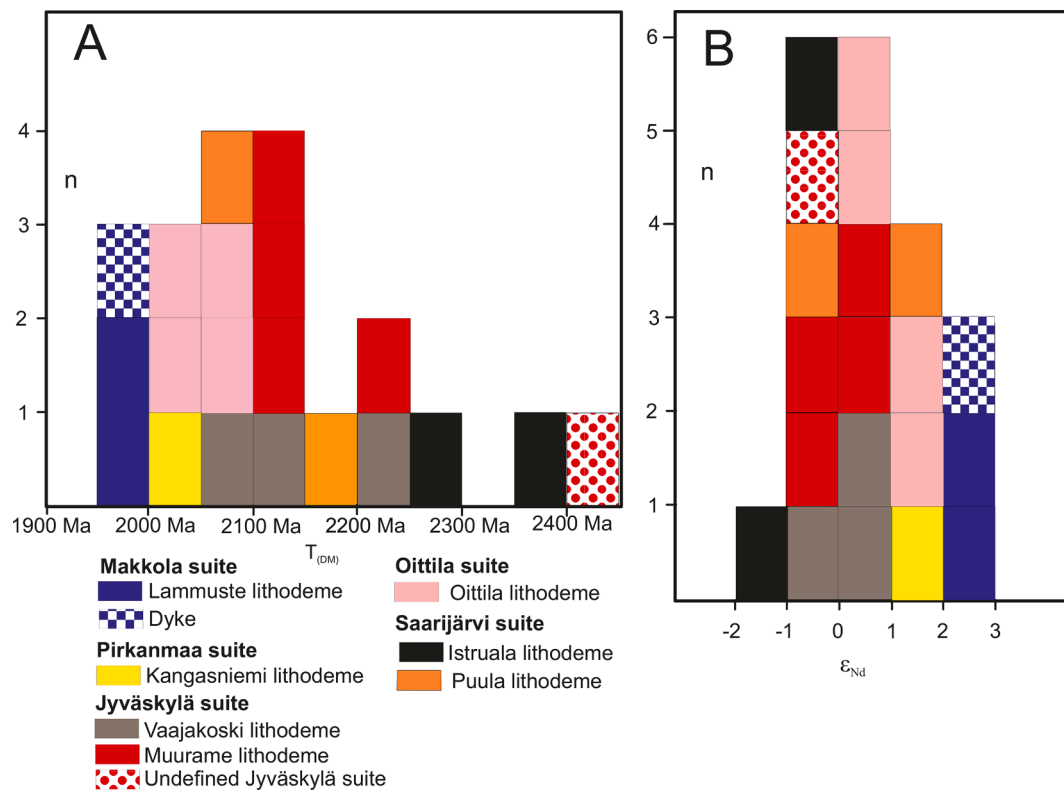 A
n
4
3
2
1
1900 Ma 2000 Ma 2100 Ma 2200 Ma 2300 Ma 2400 Ma
T(DM)
B
n
6
5
4
3
2
1
0
-2 -1 0 1 2 3
εNd
Makkola suite
Lammuste lithodeme
Dyke
Pirkanmaa suite
Kangasniemi lithodeme
Jyväskylä suite
Vaajakoski lithodeme
Muurame lithodeme
Undefined Jyväskylä suite
Oittila suite
Oittila lithodeme
Saarijärvi suite
Istruala lithodeme
Puula lithodeme